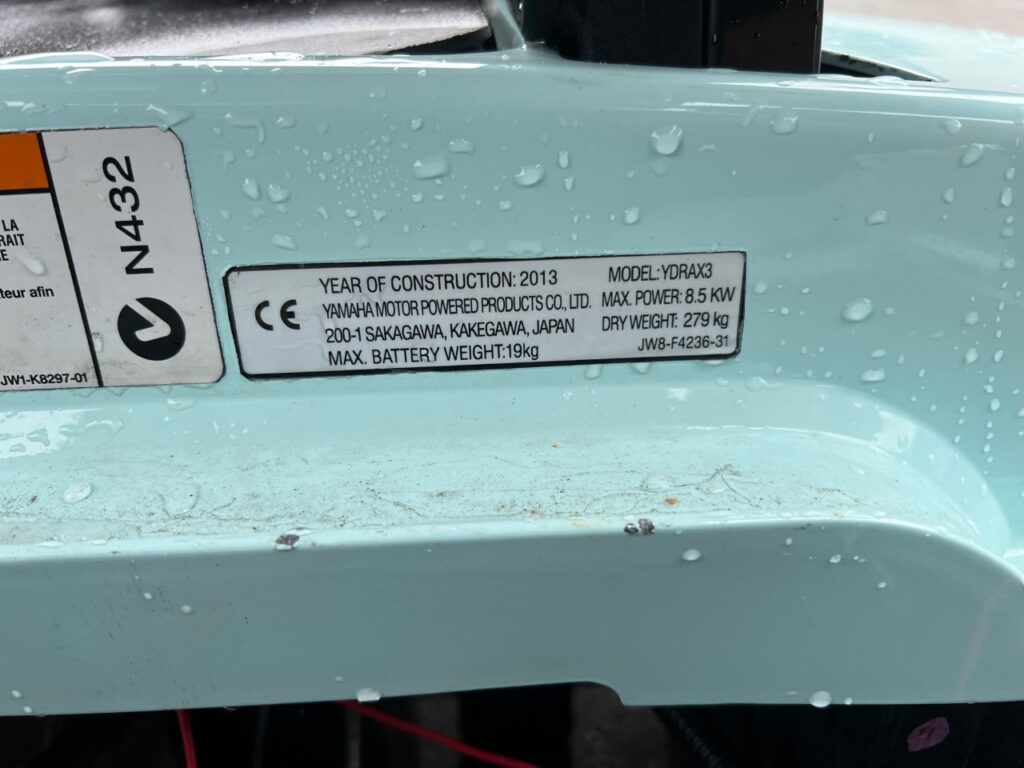 LA
RAIT
E
teur afin
JW1-K8297-01
N432
CE
YEAR OF CONSTRUCTION: 2013
YAMAHA MOTOR POWERED PRODUCTS CO., LTD.
200-1 SAKAGAWA, KAKEGAWA, JAPAN
MAX. BATTERY WEIGHT:19kg
MODEL: YDRAX3
MAX. POWER: 8.5 KW
DRY WEIGHT: 279 kg
JW8-F4236-31